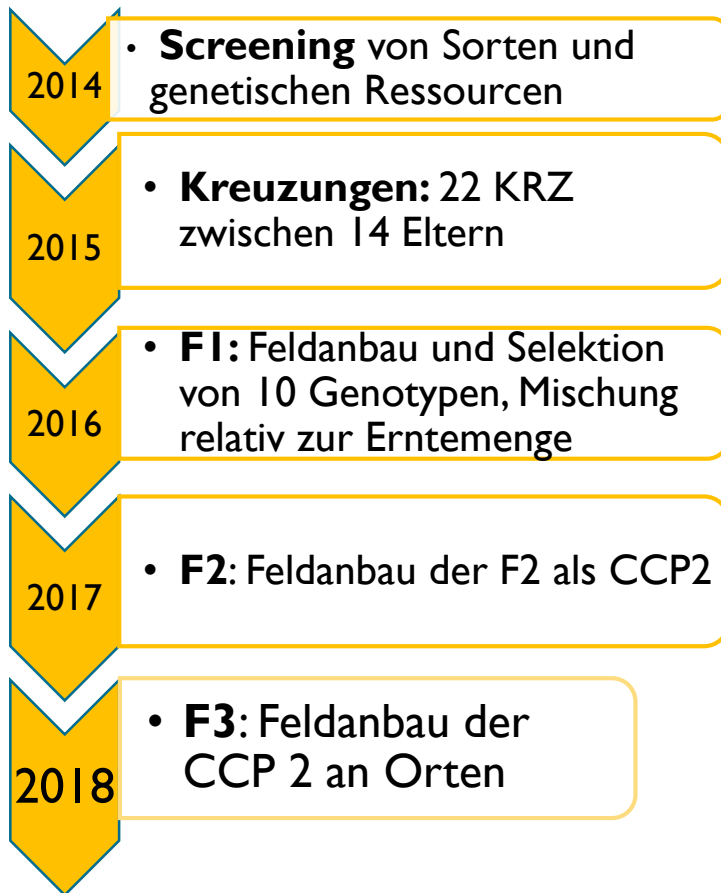 2014
• Screening von Sorten und
genetischen Ressourcen
2015
• Kreuzungen: 22 KRZ
zwischen 14 Eltern
2016
• F1: Feldanbau und Selektion
von 10 Genotypen, Mischung
relativ zur Erntemenge
2017
• F2: Feldanbau der F2 als CCP2
2018
• F3: Feldanbau der
CCP 2 an Orten